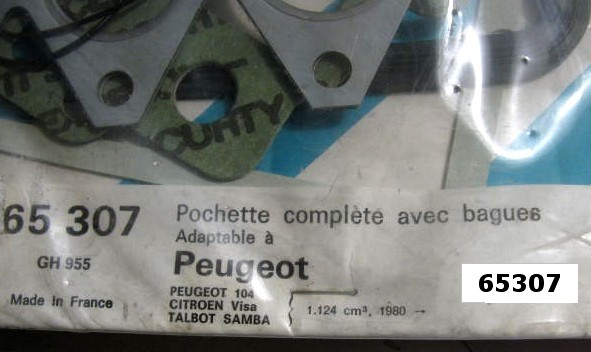 CURTY
65 307
Pochette complète avec bagues
Adaptable à
GH 955
Peugeot
65307
Made in France
PEUGEOT 104
CITROEN Visa
TALBOT SAMBA
1.124 cm³, 1980 →